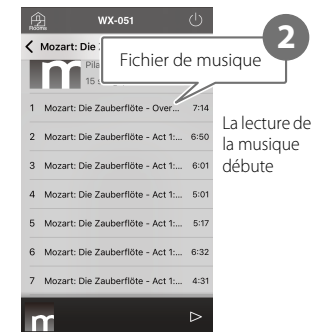 Rooms
WX-051
2
Mozart: Die
Fichier de musique
15
1 Mozart: Die Zauberflöte - Over... 7:14
2 Mozart: Die Zauberflöte - Act 1:... 6:50
3 Mozart: Die Zauberflöte - Act 1:... 6:01
4 Mozart: Die Zauberflöte - Act 1:... 5:01
5 Mozart: Die Zauberflöte - Act 1:... 5:17
6 Mozart: Die Zauberflöte - Act 1:... 6:32
7 Mozart: Die Zauberflöte - Act 1:... 4:31
La lecture de
la musique
débute
m